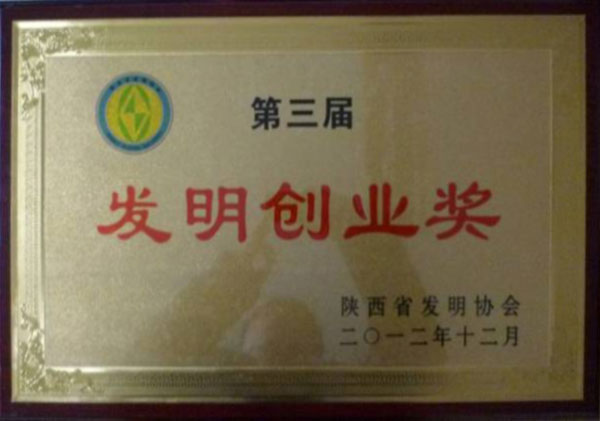 第三届
发明创业奖
陕西省发明协会
二〇一二年十二月